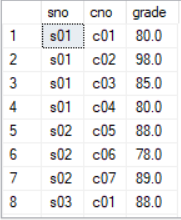 sno cno grade
1 s01 c01 80.0
2 s01 c02 98.0
3 s01 c03 85.0
4 s01 c04 80.0
5 s02 c05 88.0
6 s02 c06 78.0
7 s02 c07 89.0
8 s03 c01 88.0